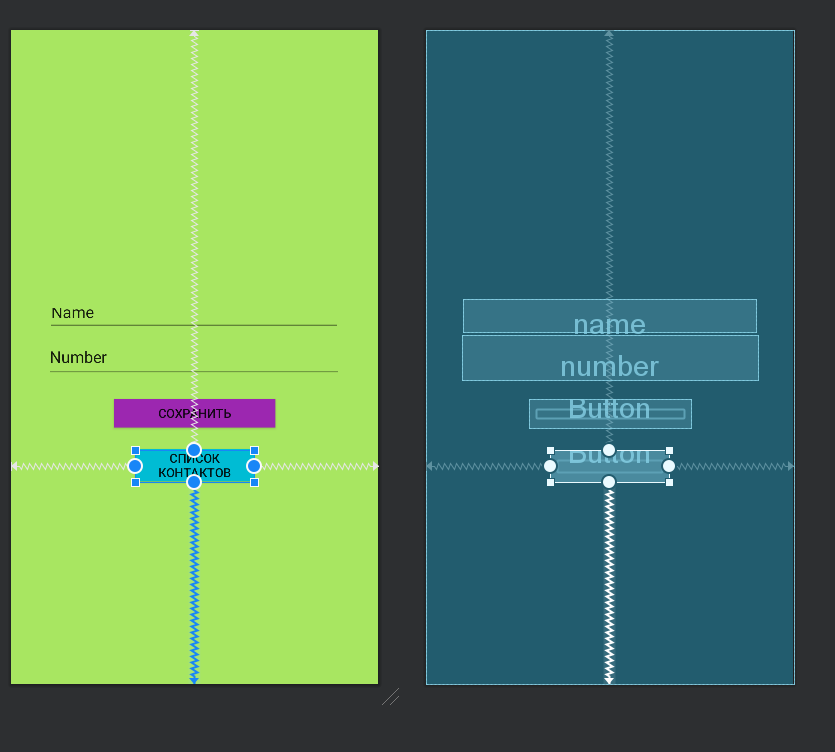 Name
Number
СОХРАНИТЬ
СПИСОК
КОНТАКТОВ
name
number
Button
Button